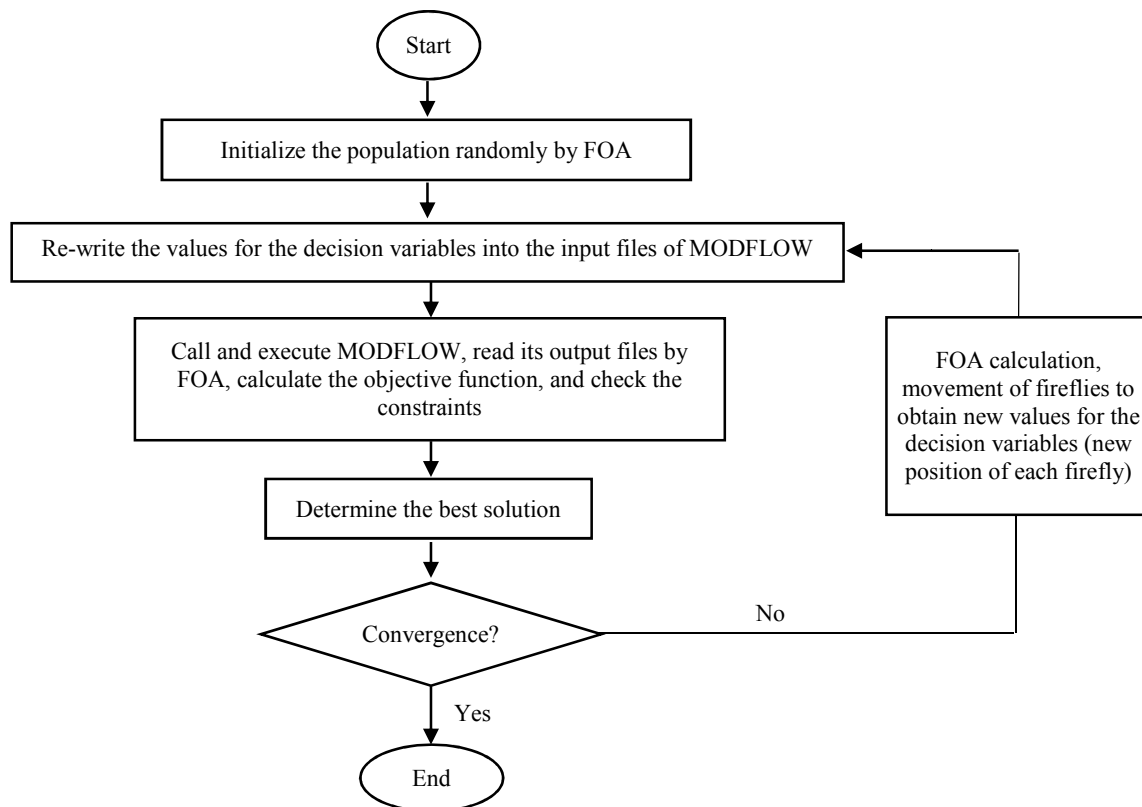 Start
Initialize the population randomly by FOA
Re-write the values for the decision variables into the input files of MODFLOW
Call and execute MODFLOW, read its output files by
FOA, calculate the objective function, and check the
constraints
Determine the best solution
Convergence?
No
FOA calculation,
movement of fireflies to
obtain new values for the
decision variables (new
position of each firefly)
Yes
End